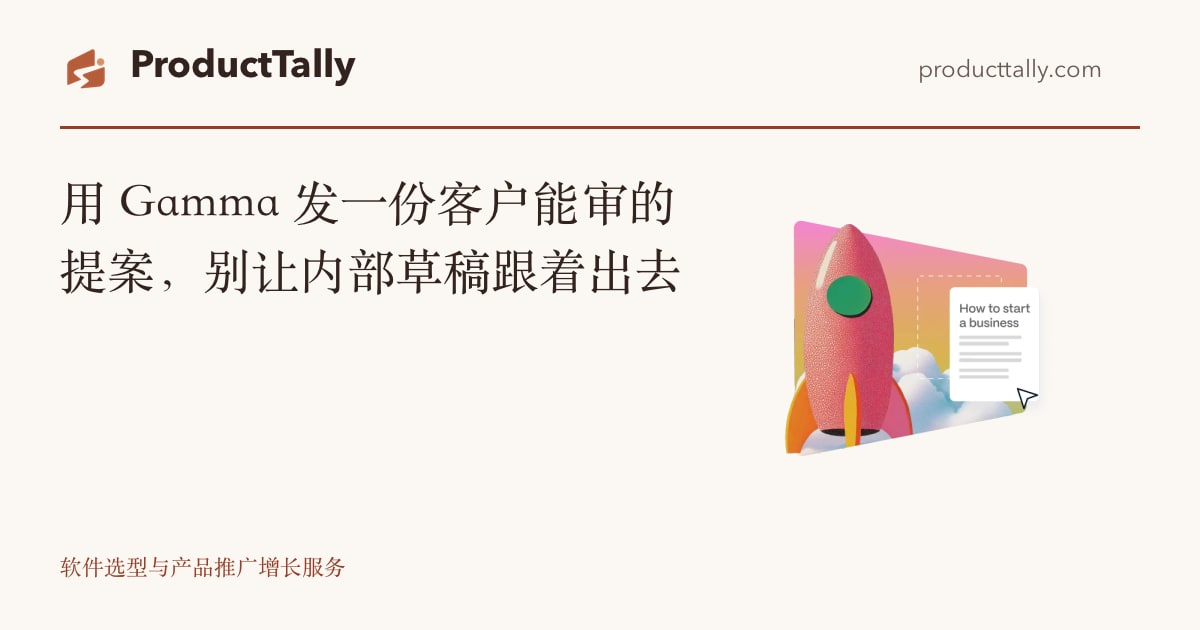 ProductTally
producttally.com
用 Gamma 发一份客户能审的
提案，别让内部草稿跟着出去
How to start
a business
软件选型与产品推广增长服务